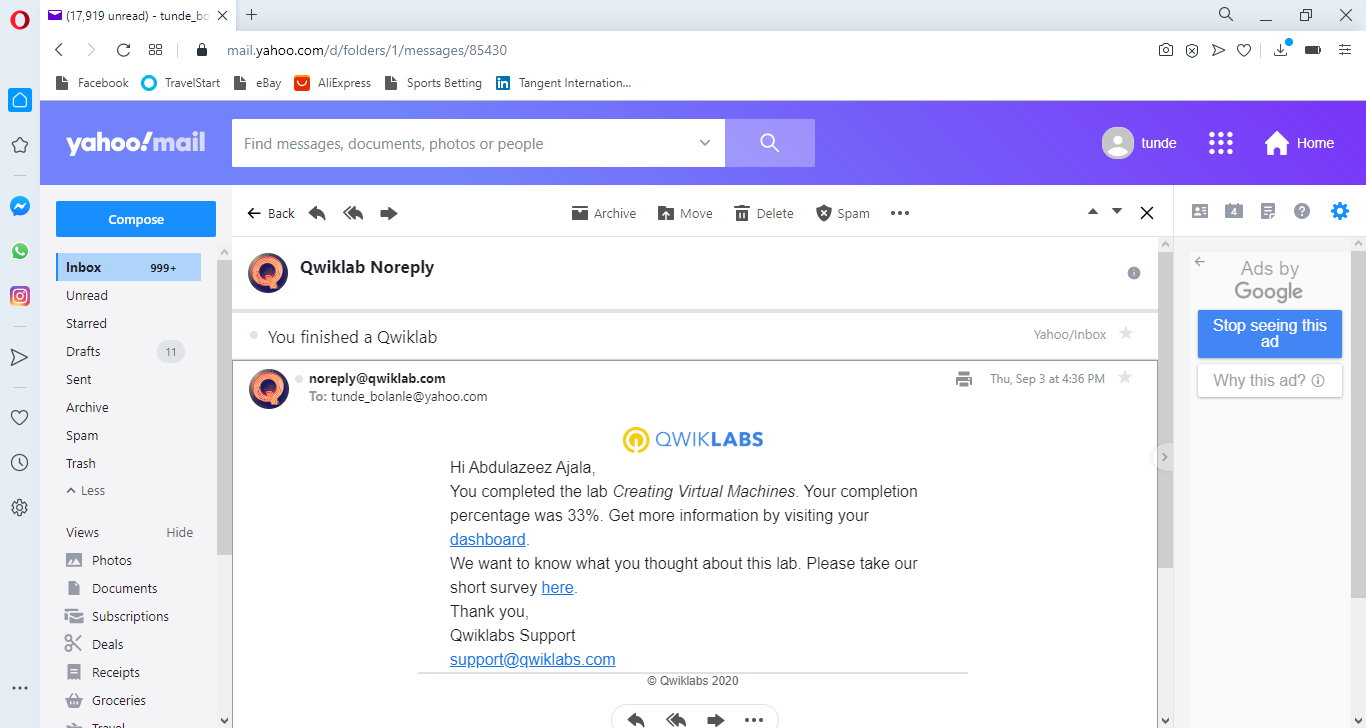 (17,919 unread) - tunde_bo
mail.yahoo.com/d/folders/1/messages/85430
Facebook TravelStart eBay AliExpress Sports Betting Tangent Internation...
yahoo!mail Find messages, documents, photos or people tunde Home
Compose
Back Archive Move Delete Spam
4
Inbox 999+
Unread
Starred
Drafts 11
Sent
Archive
Spam
Trash
Less
Views Hide
Photos
Documents
Subscriptions
Deals
Receipts
Groceries
Travel
Qwiklab Noreply
You finished a Qwiklab Yahoo/Inbox
noreply@qwiklab.com Thu, Sep 3 at 4:36 PM
To: tunde_bolanle@yahoo.com
QWIKLABS
Hi Abdulazeez Ajala,
You completed the lab Creating Virtual Machines. Your completion
percentage was 33%. Get more information by visiting your
dashboard.
We want to know what you thought about this lab. Please take our
short survey here.
Thank you,
Qwiklabs Support
support@qwiklabs.com
© Qwiklabs 2020
Ads by
Google
Stop seeing this
ad
Why this ad?